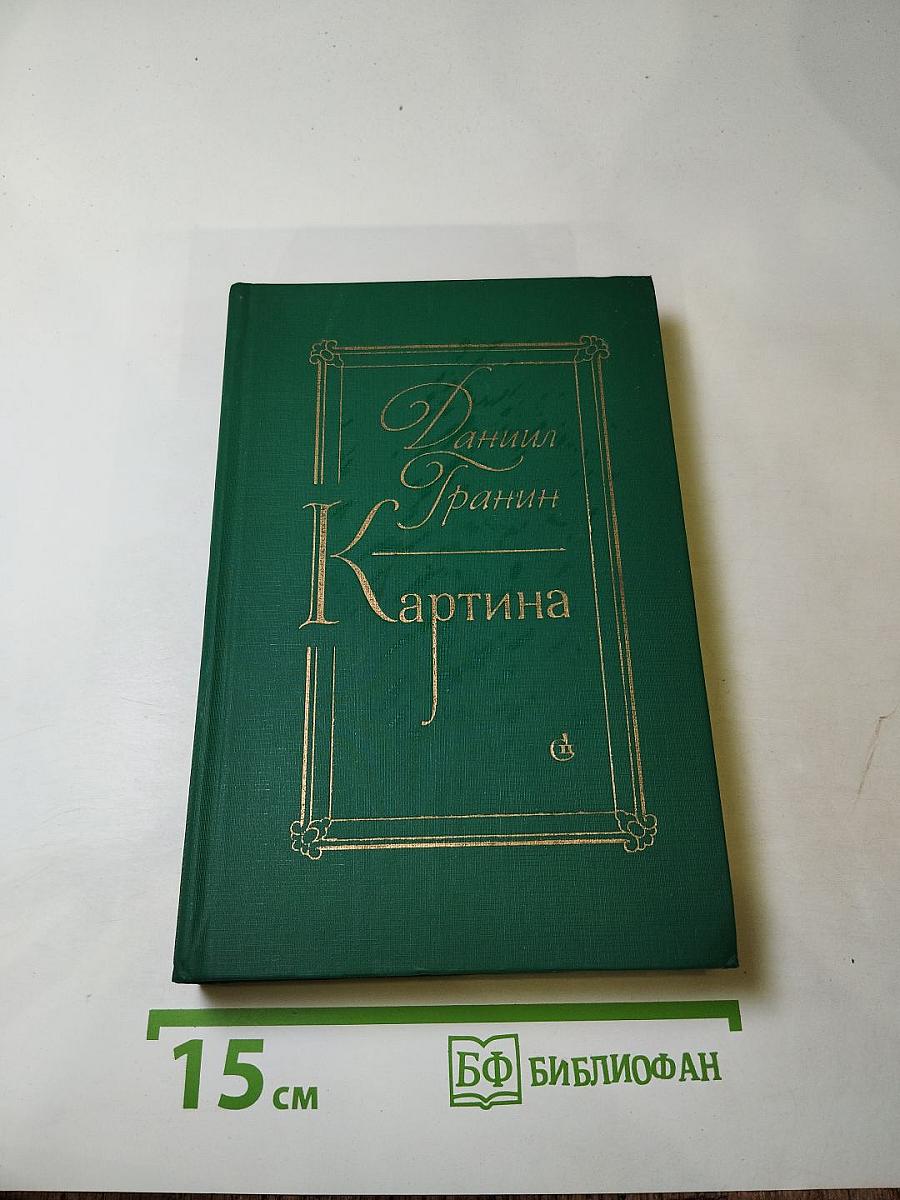 Даниил
Гранин
Картина
15 см
БФ БИБЛИОФАН